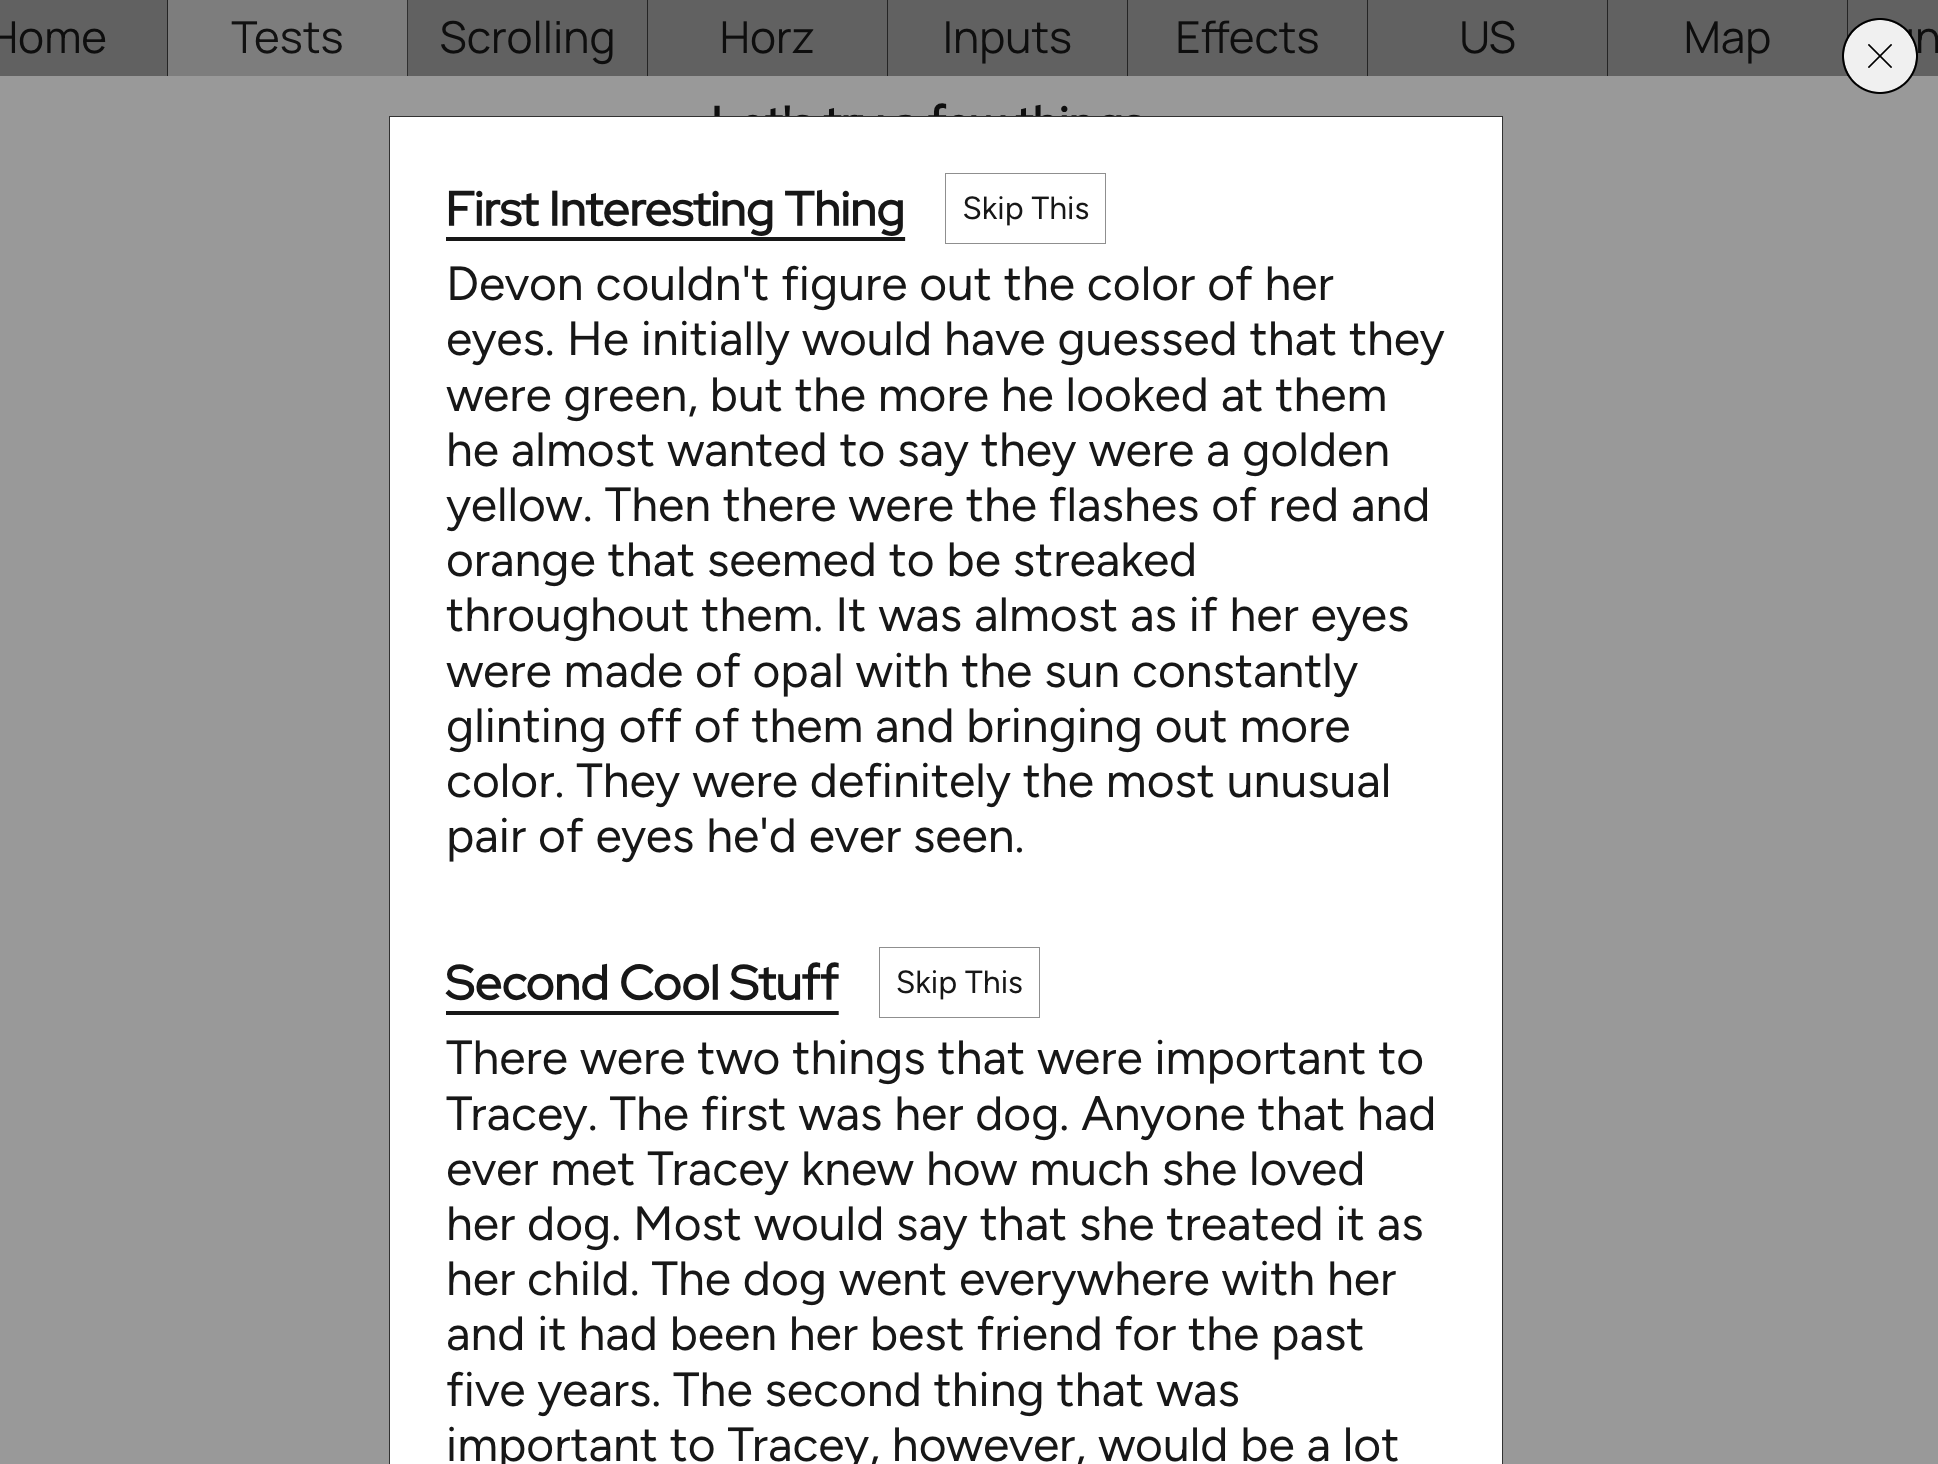 Home Tests Scrolling Horz Inputs Effects US Map
Let's try a few things
First Interesting Thing Skip This
Devon couldn't figure out the color of her
eyes. He initially would have guessed that they
were green, but the more he looked at them
he almost wanted to say they were a golden
yellow. Then there were the flashes of red and
orange that seemed to be streaked
throughout them. It was almost as if her eyes
were made of opal with the sun constantly
glinting off of them and bringing out more
color. They were definitely the most unusual
pair of eyes he'd ever seen.
Second Cool Stuff Skip This
There were two things that were important to
Tracey. The first was her dog. Anyone that had
ever met Tracey knew how much she loved
her dog. Most would say that she treated it as
her child. The dog went everywhere with her
and it had been her best friend for the past
five years. The second thing that was
important to Tracey, however, would be a lot